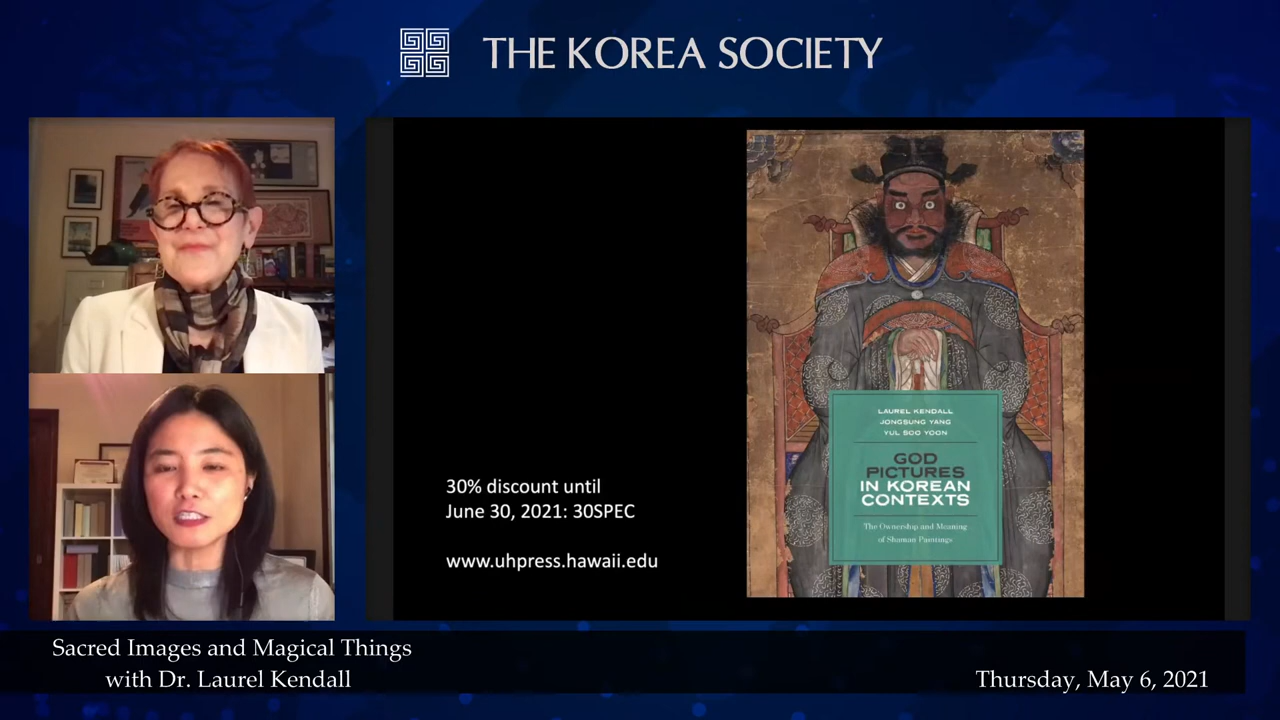 THE KOREA SOCIETY
LAUREL KENDALL
JONGSUNG YANG
YUL SOO YOON
GOD
PICTURES
IN KOREAN
CONTEXTS
The Ownership and Meaning
of Shaman Paintings
30% discount until
June 30, 2021: 30SPEC
www.uhpress.hawaii.edu
Sacred Images and Magical Things
with Dr. Laurel Kendall
Thursday, May 6, 2021